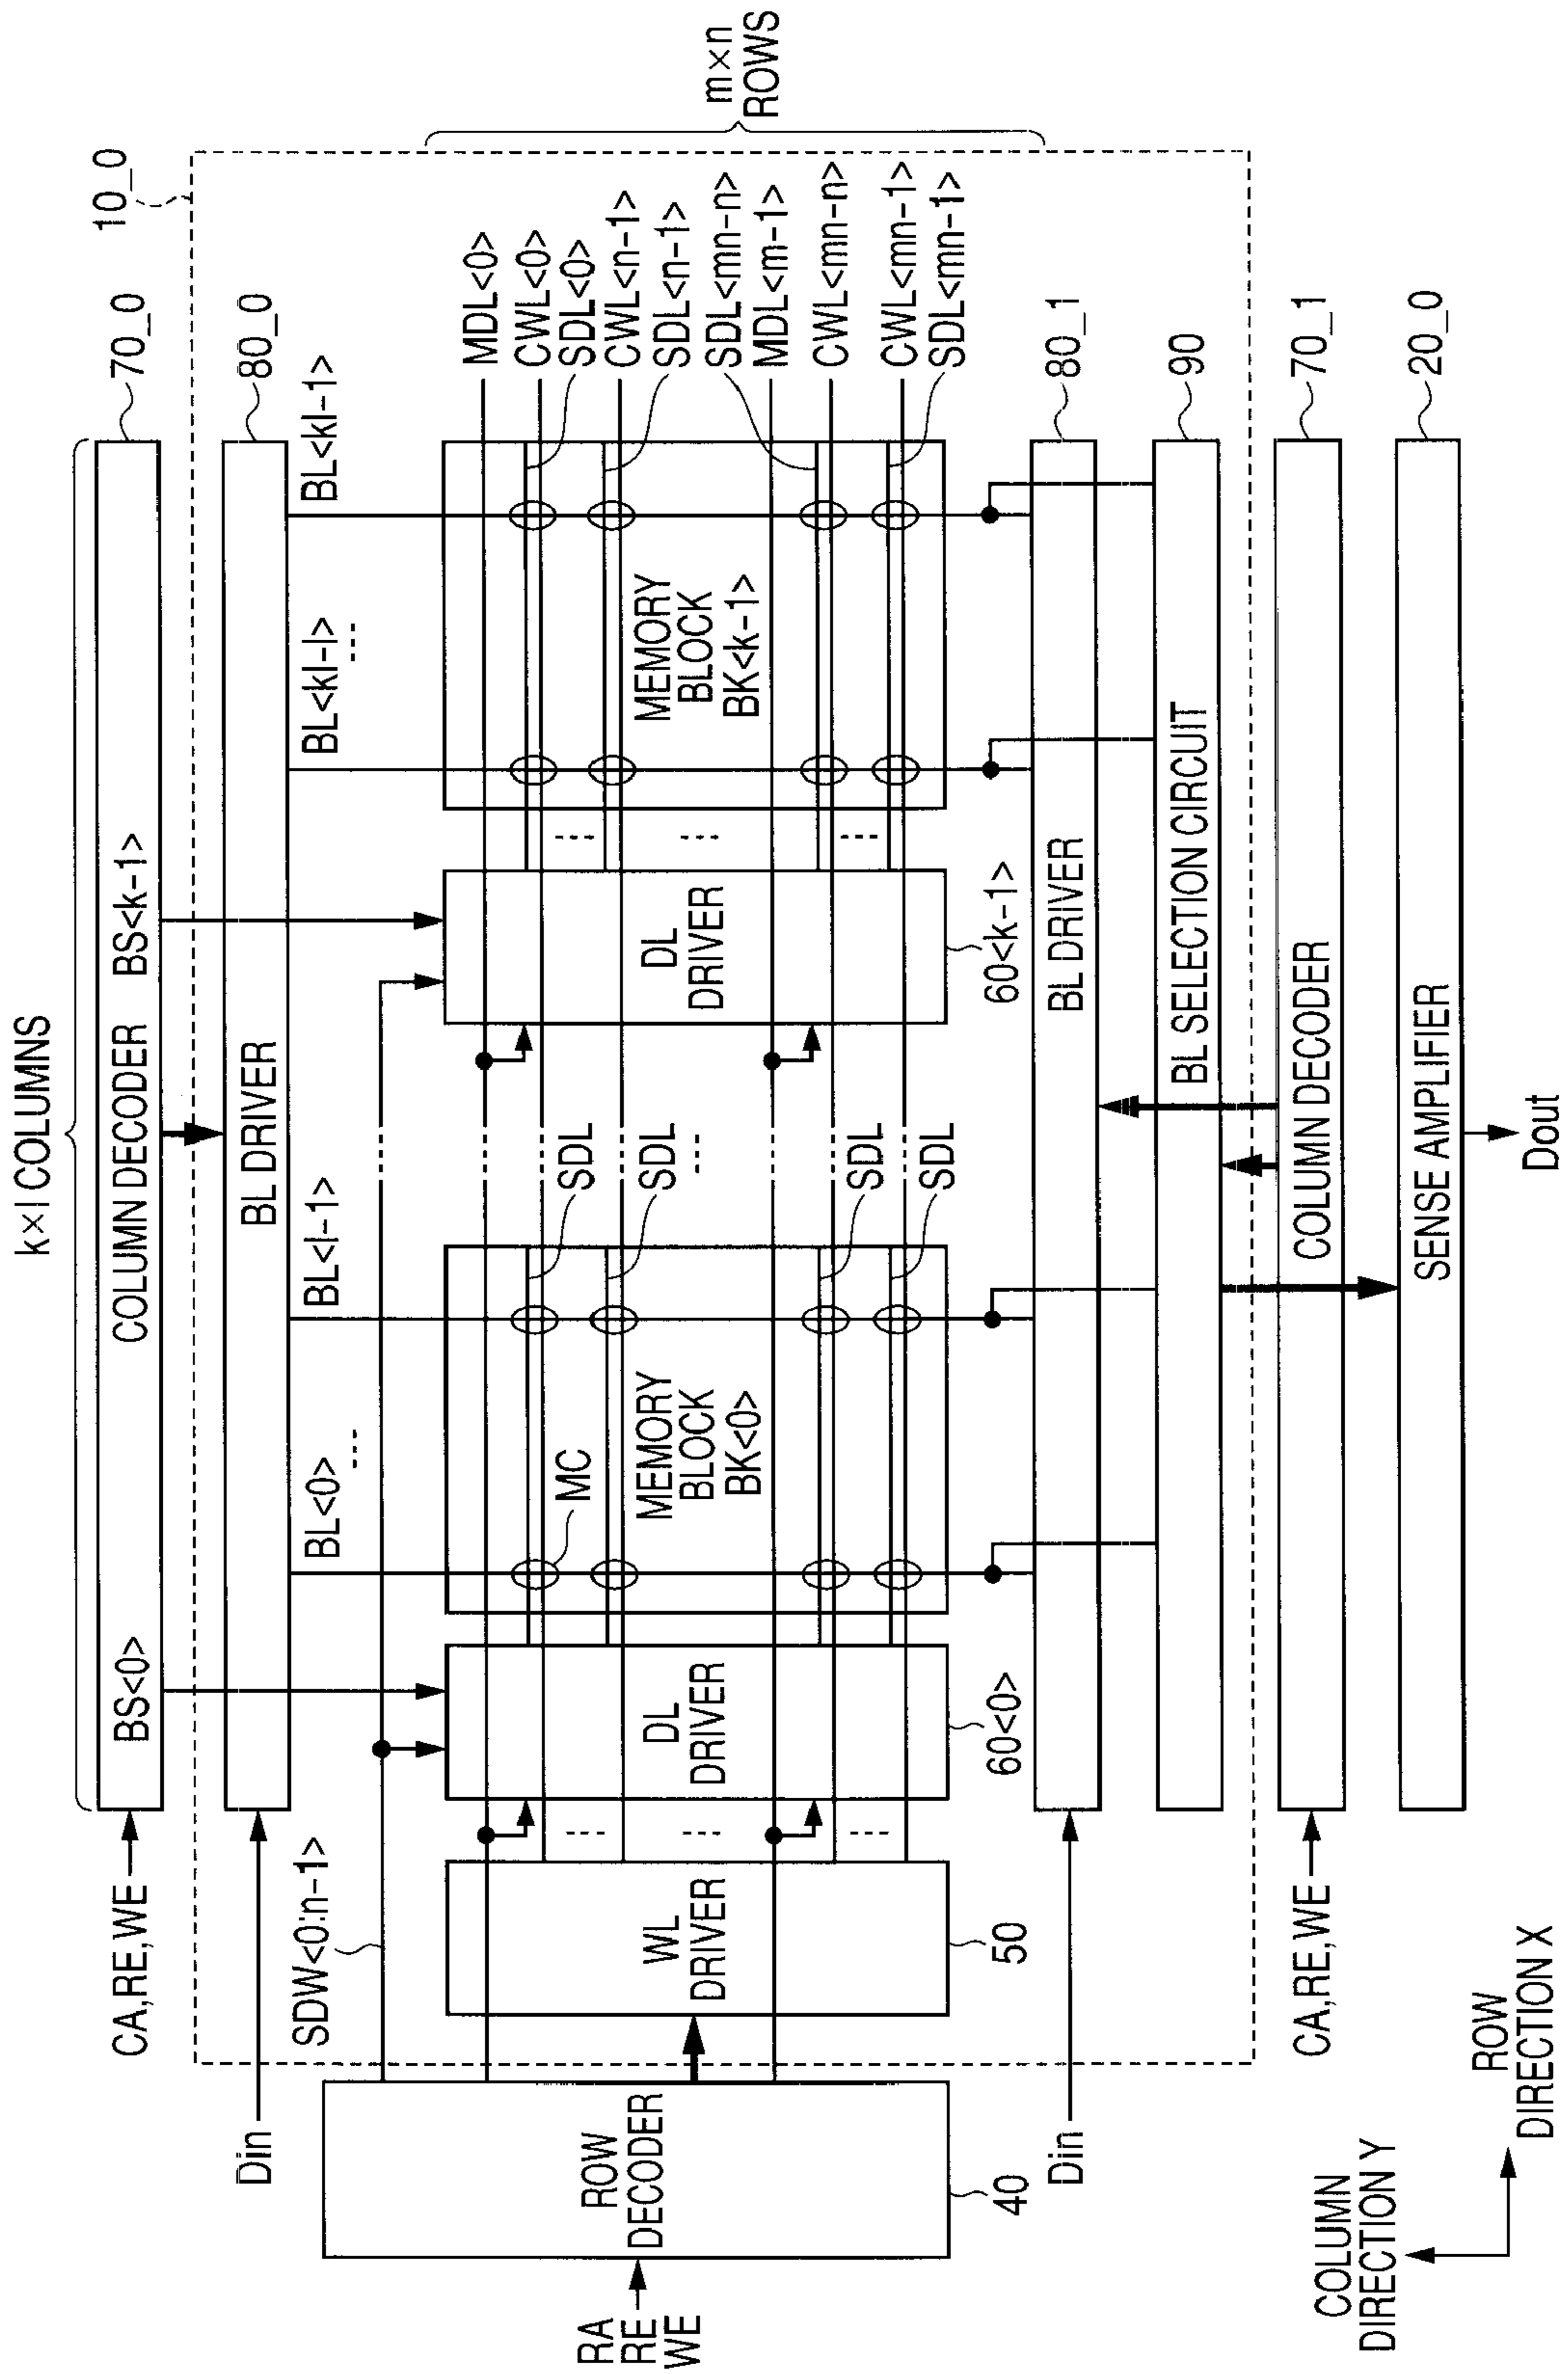 k×l COLUMNS
10_0
CA,RE,WE
BS<0>
COLUMN DECODER
BS<k-1>
70_0
Din
BL DRIVER
80_0
SDW<0:n-1>
BL<0>
BL<l-1>
BL<kl-l>
BL<kl-1>
m×n
ROWS
MDL<0>
CWL<0>
SDL<0>
CWL<n-1>
SDL<n-1>
SDL<mn-n>
MDL<m-1>
CWL<mn-n>
CWL<mn-1>
SDL<mn-1>
RA
RE
WE
ROW
DECODER
40
WL
DRIVER
50
DL
DRIVER
60<0>
MC
MEMORY
BLOCK
BK<0>
SDL
SDL
SDL
SDL
DL
DRIVER
60<k-1>
MEMORY
BLOCK
BK<k-1>
Din
BL DRIVER
80_1
BL SELECTION CIRCUIT
90
CA,RE,WE
COLUMN DECODER
70_1
SENSE AMPLIFIER
20_0
Dout
COLUMN
DIRECTION Y
ROW
DIRECTION X